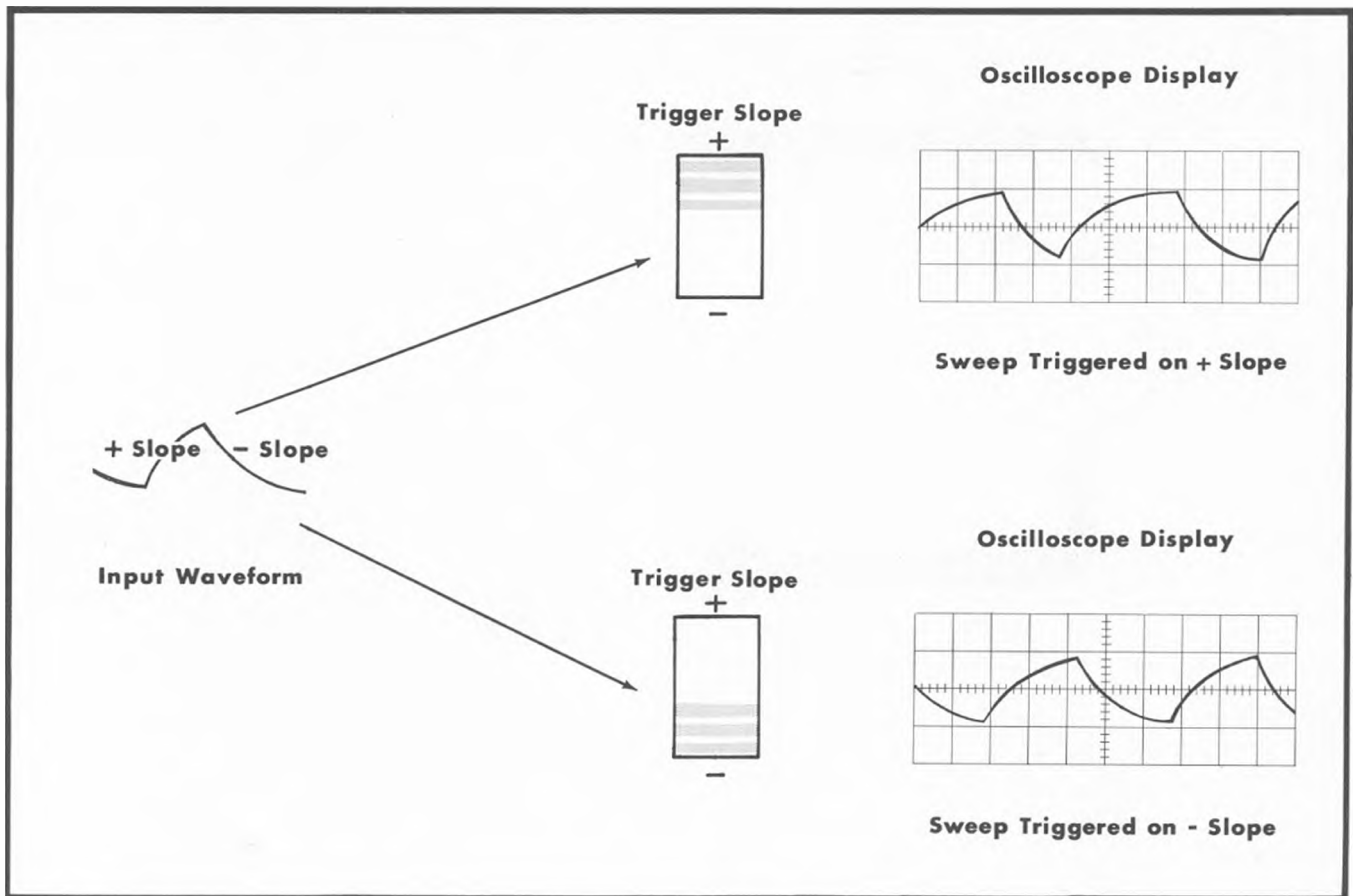 Oscilloscope Display
Trigger Slope
+
−
Sweep Triggered on + Slope
+ Slope − Slope
Input Waveform
Oscilloscope Display
Trigger Slope
+
−
Sweep Triggered on - Slope